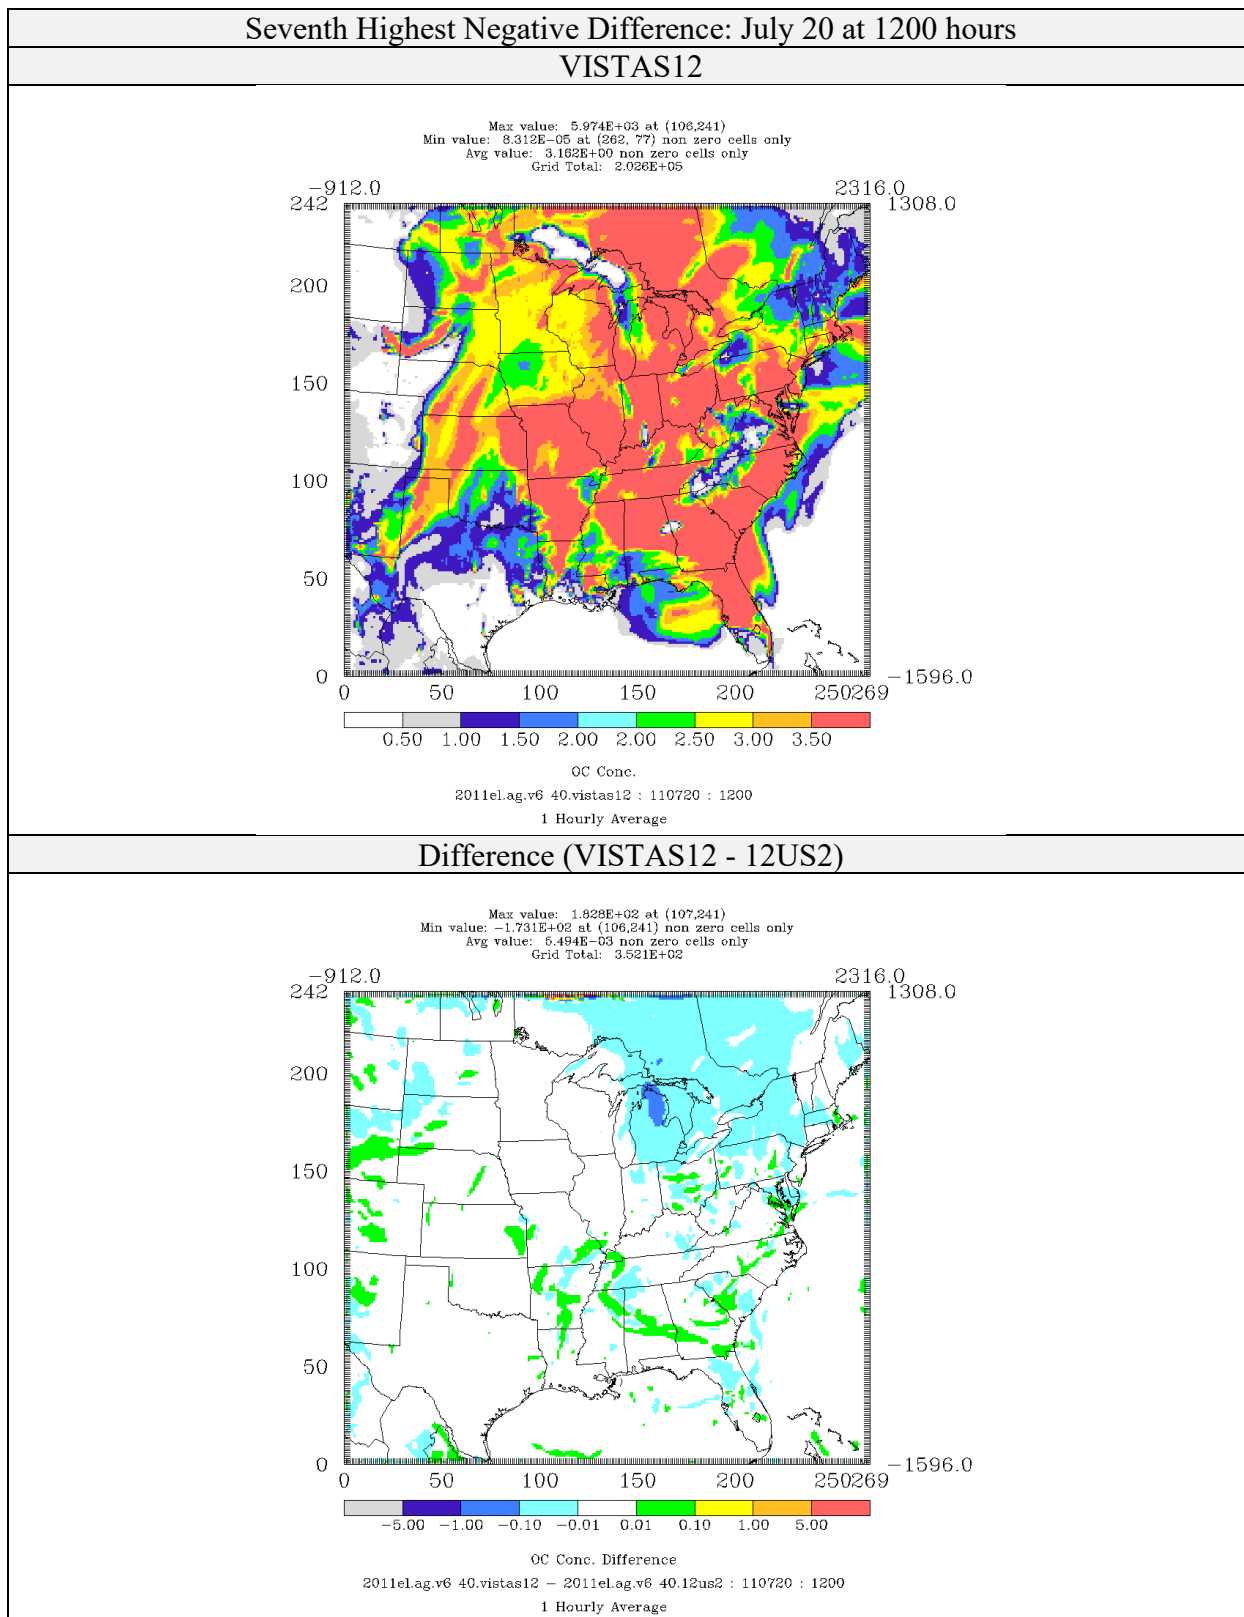 Seventh Highest Negative Difference: July 20 at 1200 hours
VISTAS12
Max value: 5.974E+03 at (106,241)
Min value: 8.312E-05 at (262, 77) non zero cells only
Avg value: 3.162E+00 non zero cells only
Grid Total: 2.026E+05
-912.0 2316.0
242 1308.0
200
150
100
50
0 -1596.0
0 50 100 150 200 250 269
0.50 1.00 1.50 2.00 2.00 2.50 3.00 3.50
OC Conc.
2011el.ag.v6 40.vistas12 : 110720 : 1200
1 Hourly Average
Difference (VISTAS12 - 12US2)
Max value: 1.828E+02 at (107,241)
Min value: -1.731E+02 at (106,241) non zero cells only
Avg value: 5.494E-03 non zero cells only
Grid Total: 3.521E+02
-912.0 2316.0
242 1308.0
200
150
100
50
0 -1596.0
0 50 100 150 200 250 269
-5.00 -1.00 -0.10 -0.01 0.01 0.10 1.00 5.00
OC Conc. Difference
2011el.ag.v6 40.vistas12 - 2011el.ag.v6 40.12us2 : 110720 : 1200
1 Hourly Average